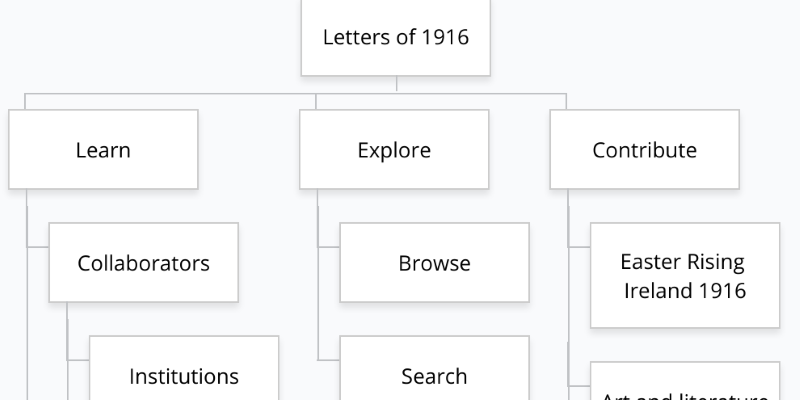 Letters of 1916
Learn
Explore
Contribute
Collaborators
Browse
Easter Rising
Ireland 1916
Institutions
Search
Art and literature